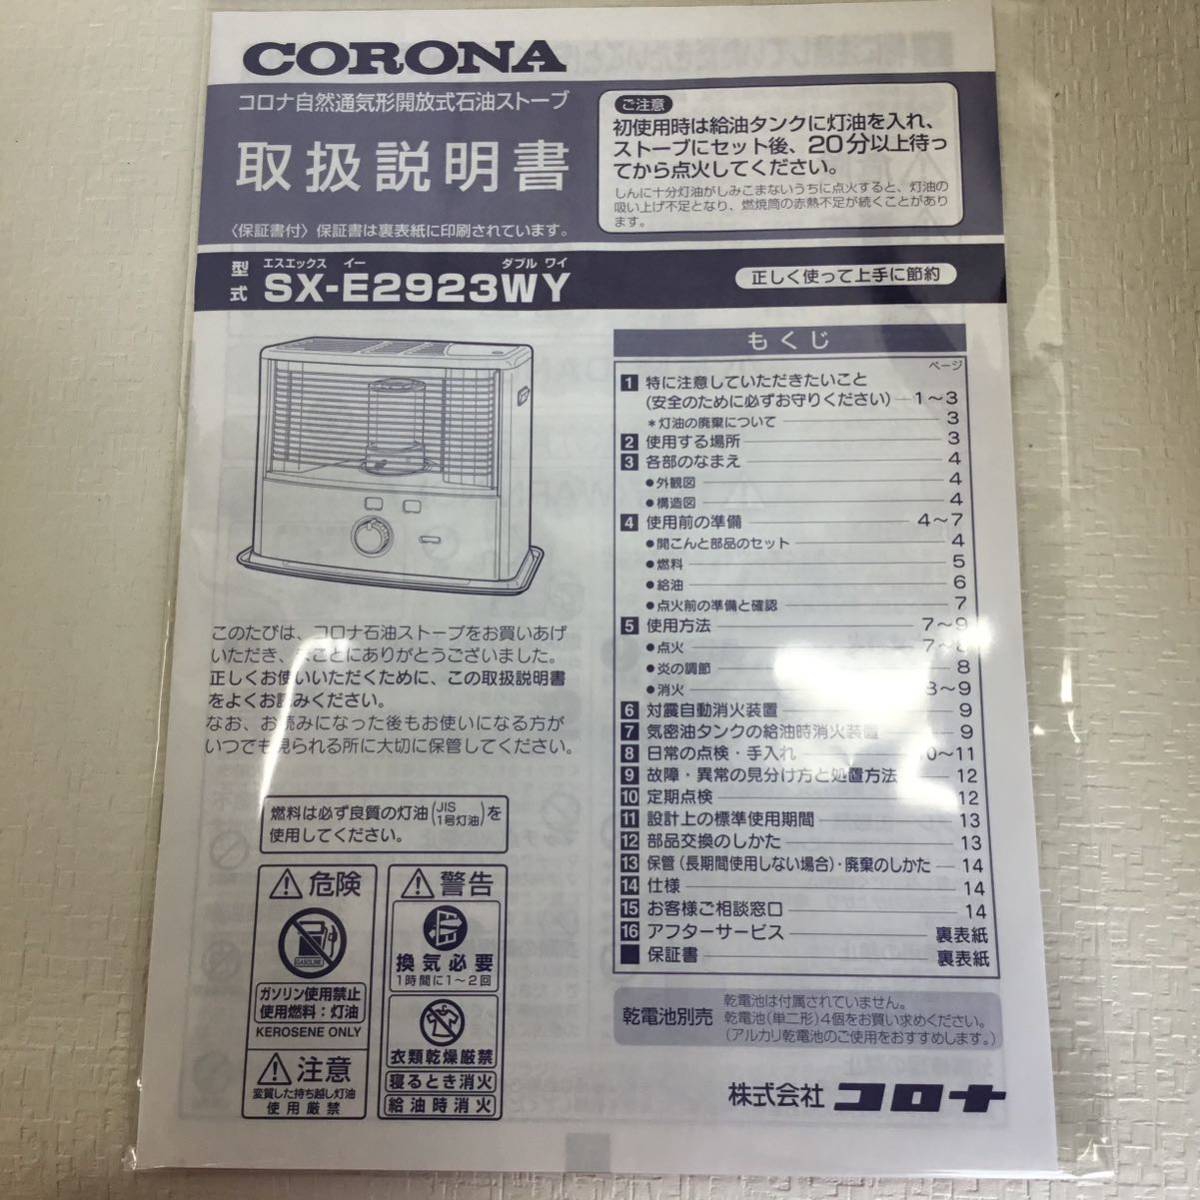 CORONA
コロナ自然通気形開放式石油ストーブ
取扱説明書
〈保証書付〉保証書は裏表紙に印刷されています。
ご注意
初使用時は給油タンクに灯油を入れ、
ストーブにセット後、20分以上待っ
てから点火してください。
しんに十分灯油がしみこまないうちに点火すると、灯油の
吸い上げ不足となり、燃焼筒の赤熱不足が続くことがあり
ます。
型式 エスエックス イー ダブル ワイ
SX-E2923WY
正しく使って上手に節約
このたびは、コロナ石油ストーブをお買いあげ
いただき、まことにありがとうございました。
正しくお使いいただくために、この取扱説明書
をよくお読みください。
なお、お読みになった後もお使いになる方が
いつでも見られる所に大切に保管してください。
燃料は必ず良質の灯油(JIS 1号灯油)を
使用してください。
危険
GASOLINE
ガソリン使用禁止
使用燃料：灯油
KEROSENE ONLY
注意
変質した持ち越し灯油
使用厳禁
警告
換気必要
1時間に1〜2回
衣類乾燥厳禁
寝るとき消火
給油時消火
もくじ
ページ
1 特に注意していただきたいこと
(安全のために必ずお守りください) 1〜3
＊灯油の廃棄について 3
2 使用する場所 3
3 各部のなまえ 4
●外観図 4
●構造図 4
4 使用前の準備 4〜7
●開こんと部品のセット 4
●燃料 5
●給油 6
●点火前の準備と確認 7
5 使用方法 7〜9
●点火 7〜8
●炎の調節 8
●消火 8〜9
6 対震自動消火装置 9
7 気密油タンクの給油時消火装置 9
8 日常の点検・手入れ 10〜11
9 故障・異常の見分け方と処置方法 12
10 定期点検 12
11 設計上の標準使用期間 13
12 部品交換のしかた 13
13 保管(長期間使用しない場合)・廃棄のしかた 14
14 仕様 14
15 お客様ご相談窓口 14
16 アフターサービス 裏表紙
■ 保証書 裏表紙
乾電池別売
乾電池は付属されていません。
乾電池(単二形)4個をお買い求めください。
(アルカリ乾電池のご使用をおすすめします。)
株式会社 コロナ